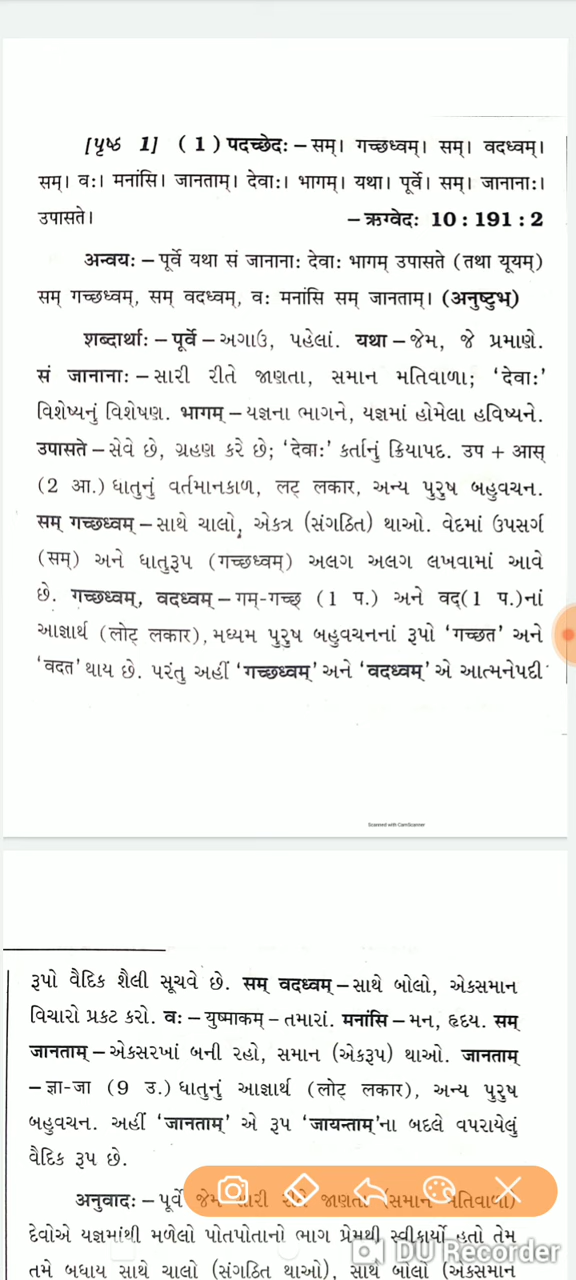 [પૃષ્ઠ 1] (1) पदच्छेदः – सम्। गच्छध्वम्। सम्। वदध्वम्।
सम्। वः। मनांसि। जानताम्। देवाः। भागम्। यथा। पूर्वे। सम्। जानानाः।
उपासते। – ऋग्वेदः 10 : 191 : 2
अन्वयः – पूर्वे यथा सं जानानाः देवाः भागम् उपासते (तथा यूयम्)
सम् गच्छध्वम्, सम् वदध्वम्, वः मनांसि सम् जानताम्। (अनुष्टुभ्)
शब्दार्थाः – पूर्वे – અગાઉ, પહેલાં. यथा – જેમ, જે પ્રમાણે.
सं जानानाः – સારી રીતે જાણતા, સમાન મતિવાળા; ‘देवाः’
વિશેષ્યનું વિશેષણ. भागम् – યજ્ઞના ભાગને, યજ્ઞમાં હોમેલા હવિષ્યને.
उपासते – સેવે છે, ગ્રહણ કરે છે; ‘देवाः’ કર્તાનું ક્રિયાપદ. उप + आस्
(2 આ.) ધાતુનું વર્તમાનકાળ, लट् लकार, અન્ય પુરુષ બહુવચન.
सम् गच्छध्वम् – સાથે ચાલો, એકત્ર (સંગઠિત) થાઓ. વેદમાં ઉપસર્ગ
(सम्) અને ધાતુરૂપ (गच्छध्वम्) અલગ અલગ લખવામાં આવે
છે. गच्छध्वम्, वदध्वम् – गम्-गच्छ् (1 પ.) અને वद्(1 પ.)નાં
આજ્ઞાર્થ (लोट् लकार), મધ્યમ પુરુષ બહુવચનનાં રૂપો ‘गच्छत’ અને
‘वदत’ થાય છે. પરંતુ અહીં ‘गच्छध्वम्’ અને ‘वदध्वम्’ એ આત્મનેપદી
Scanned with CamScanner
રૂપો વૈદિક શૈલી સૂચવે છે. सम् वदध्वम् – સાથે બોલો, એકસમાન
વિચારો પ્રકટ કરો. वः – युष्माकम् – તમારાં. मनांसि – મન, હૃદય. सम्
जानताम् – એકસરખાં બની રહો, સમાન (એકરૂપ) થાઓ. जानताम्
– ज्ञा-जा (9 ઉ.) ધાતુનું આજ્ઞાર્થ (लोट् लकार), અન્ય પુરુષ
બહુવચન. અહીં ‘जानताम्’ એ રૂપ ‘जायन्ताम्’ના બદલે વપરાયેલું
વૈદિક રૂપ છે.
अनुवादः – પૂર્વે જેમ સારી રીતે જાણતા (સમાન મતિવાળા)
દેવોએ યજ્ઞમાંથી મળેલો પોતપોતાનો ભાગ પ્રેમથી સ્વીકાર્યો હતો તેમ
તમે બધાય સાથે ચાલો (સંગઠિત થાઓ), સાથે બોલો (એકસમાન
DU Recorder